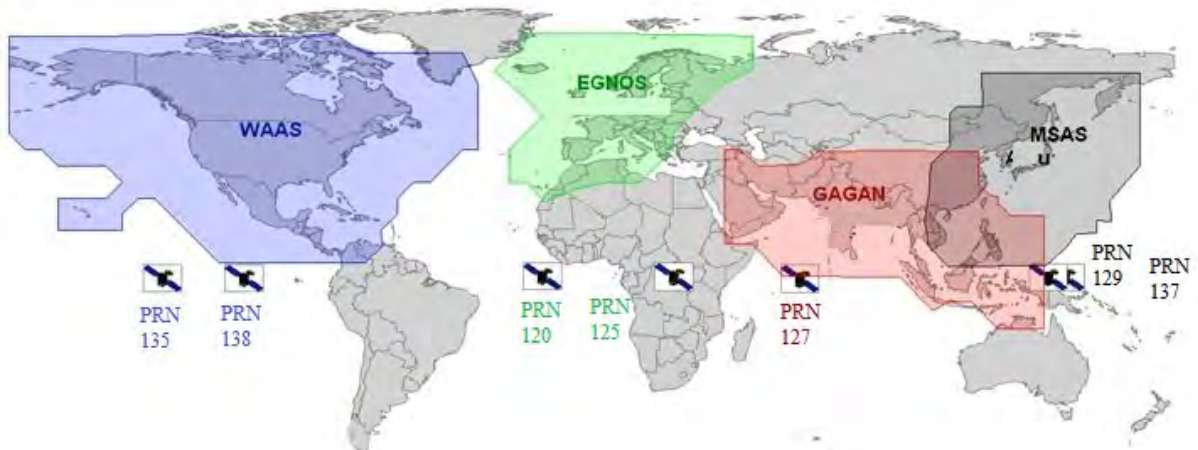 EGNOS
WAAS
MSAS
u
GAGAN
PRN
129
PRN
137
PRN
135
PRN
138
PRN
120
PRN
125
PRN
127